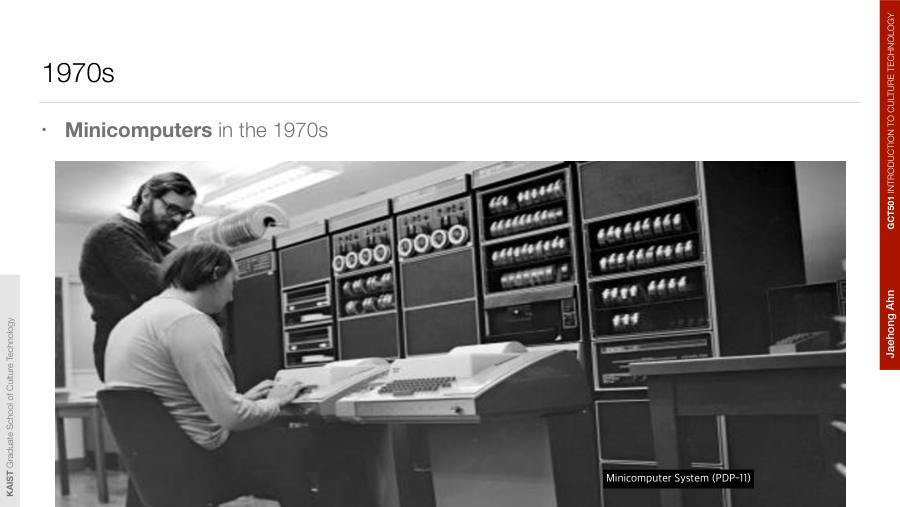 1970s
• Minicomputers in the 1970s
Minicomputer System (PDP-11)
GCT501 INTRODUCTION TO CULTURE TECHNOLOGY
Jaehong Ahn
KAIST Graduate School of Culture Technology